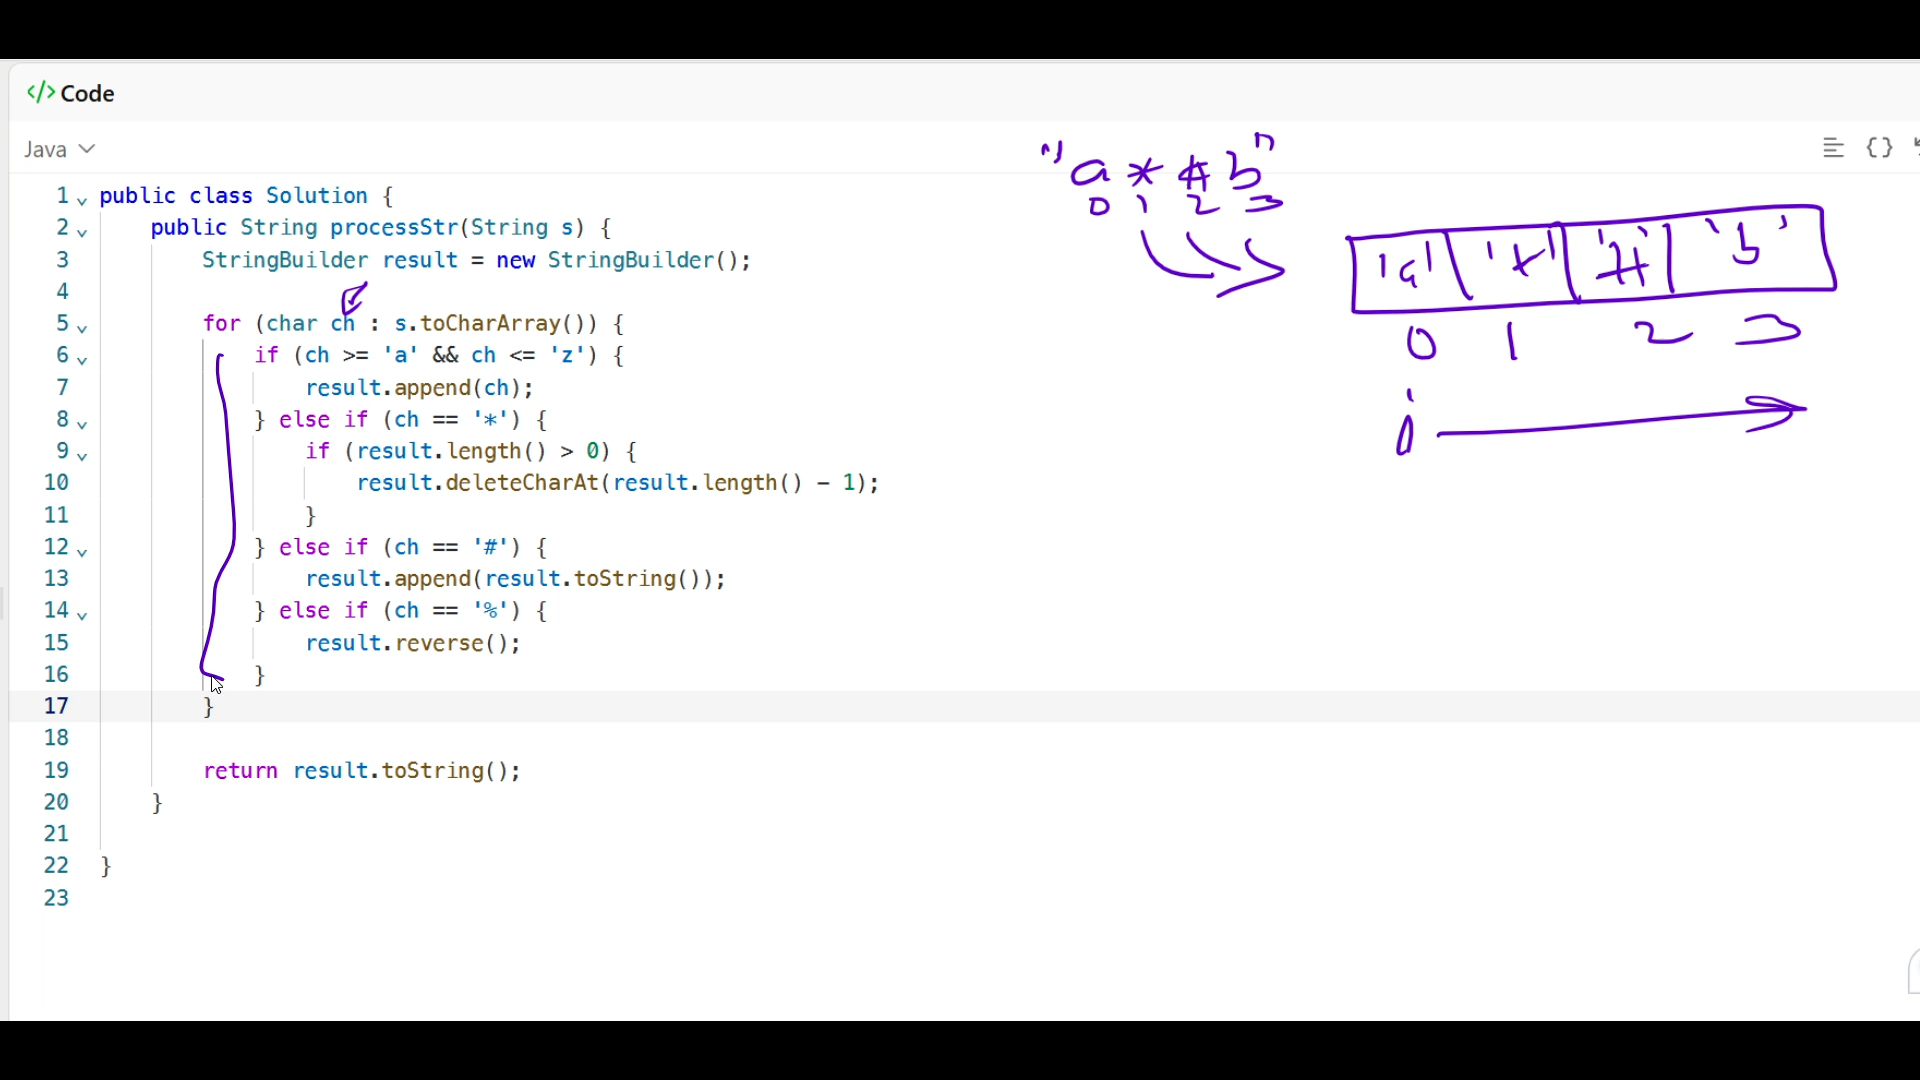 </> Code
Java
"a*#b"
0 1 2 3
1 public class Solution {
2 public String processStr(String s) {
3 StringBuilder result = new StringBuilder();
4
5 for (char ch : s.toCharArray()) {
6 if (ch >= 'a' && ch <= 'z') {
7 result.append(ch);
8 } else if (ch == '*') {
9 if (result.length() > 0) {
10 result.deleteCharAt(result.length() - 1);
11 }
12 } else if (ch == '#') {
13 result.append(result.toString());
14 } else if (ch == '%') {
15 result.reverse();
16 }
17 }
18
19 return result.toString();
20 }
21
22 }
23
'a' '*' '#' 'b'
0 1 2 3
i